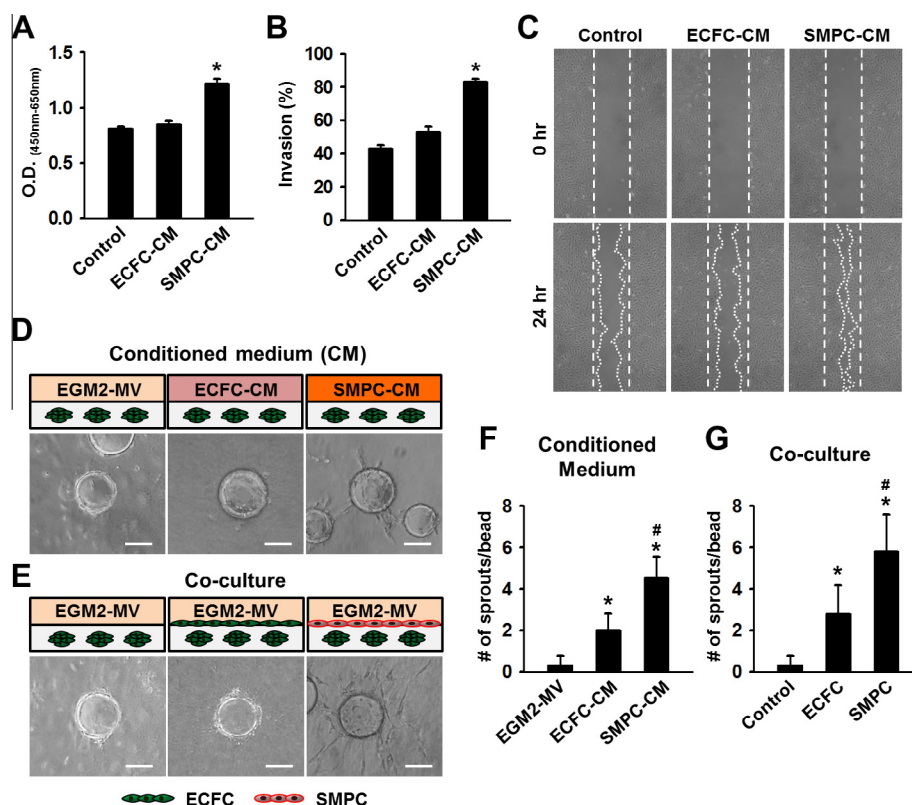 A
O.D. (450nm-650nm)
1.5
1.0
0.5
0.0
*
Control
ECFC-CM
SMPC-CM
B
Invasion (%)
100
80
60
40
20
0
*
Control
ECFC-CM
SMPC-CM
C
Control
ECFC-CM
SMPC-CM
0 hr
24 hr
D
Conditioned medium (CM)
EGM2-MV
ECFC-CM
SMPC-CM
E
Co-culture
EGM2-MV
EGM2-MV
EGM2-MV
ECFC
SMPC
F
Conditioned
Medium
# of sprouts/bead
8
6
4
2
0
*
#
*
EGM2-MV
ECFC-CM
SMPC-CM
G
Co-culture
# of sprouts/bead
8
6
4
2
0
*
#
*
Control
ECFC
SMPC